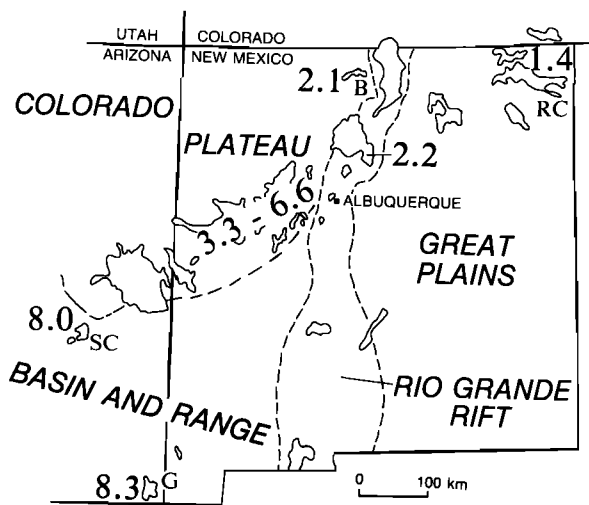 UTAH COLORADO
ARIZONA NEW MEXICO
1.4
2.1 B
RC
COLORADO
PLATEAU
2.2
3.3 - 6.6
ALBUQUERQUE
GREAT
PLAINS
8.0
SC
BASIN AND RANGE
RIO GRANDE
RIFT
8.3 G
0 100 km